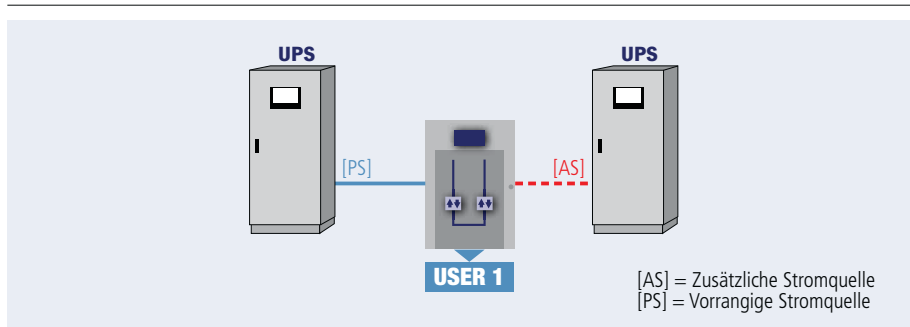 UPS
UPS
[PS]
[AS]
USER 1
[AS] = Zusätzliche Stromquelle
[PS] = Vorrangige Stromquelle